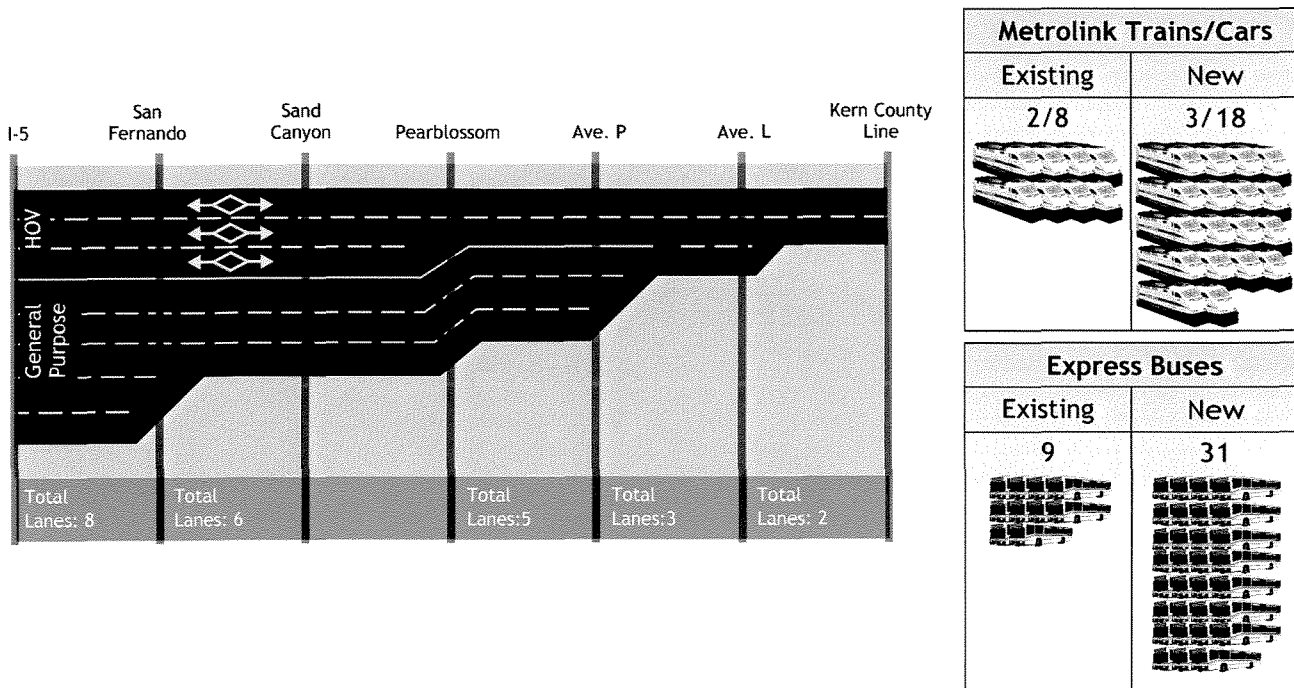 I-5
San
Fernando
Sand
Canyon
Pearblossom
Ave. P
Ave. L
Kern County
Line
HOV
General
Purpose
Total
Lanes: 8
Total
Lanes: 6
Total
Lanes:5
Total
Lanes:3
Total
Lanes: 2
Metrolink Trains/Cars
Existing
New
2/8
3/18
Express Buses
Existing
New
9
31